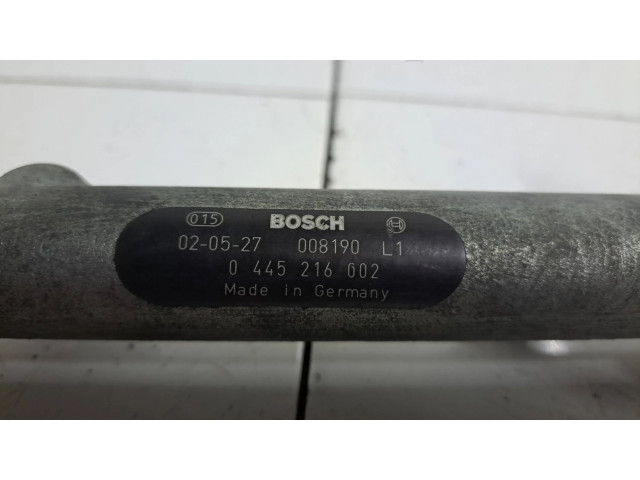 015 BOSCH
02-05-27 008190 L1
0 445 216 002
Made in Germany